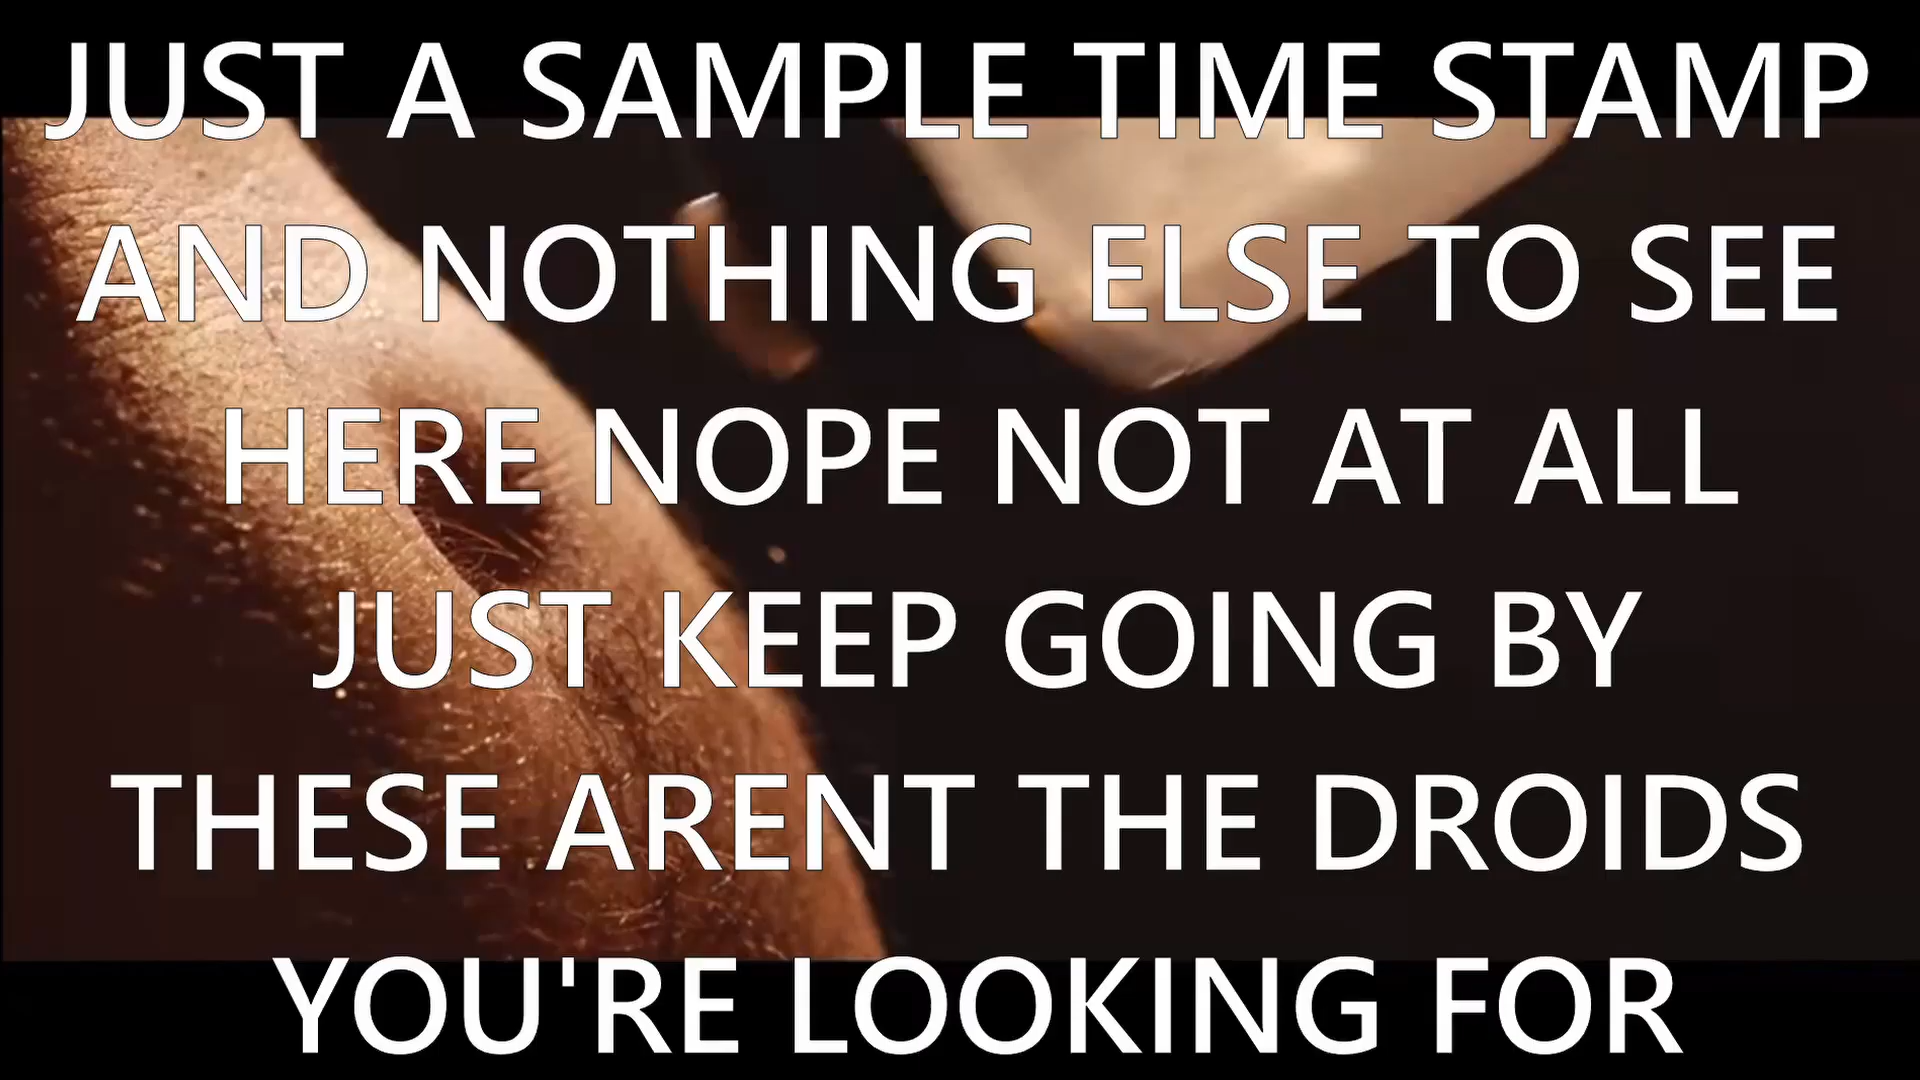 JUST A SAMPLE TIME STAMP
AND NOTHING ELSE TO SEE
HERE NOPE NOT AT ALL
JUST KEEP GOING BY
THESE ARENT THE DROIDS
YOU'RE LOOKING FOR